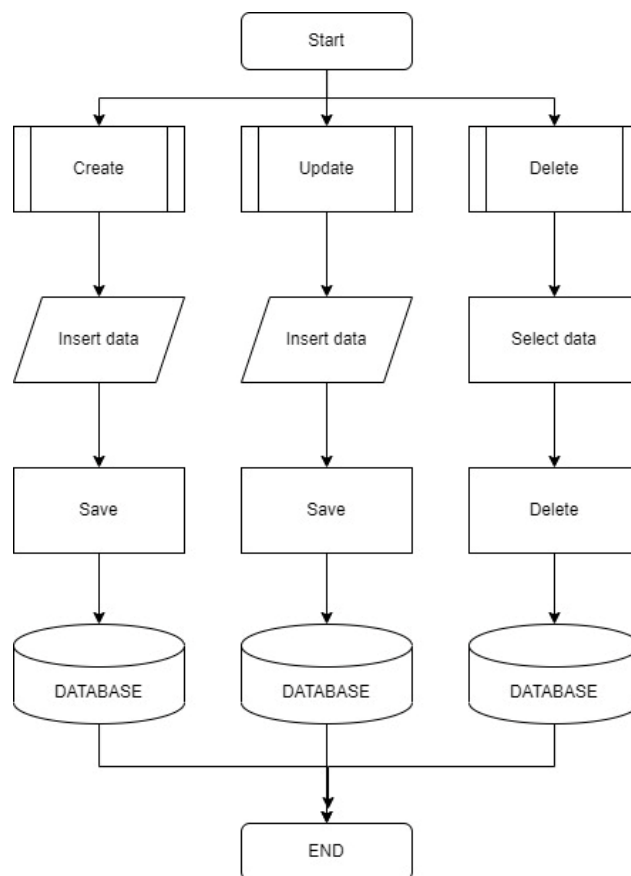 Start
Create
Update
Delete
Insert data
Insert data
Select data
Save
Save
Delete
DATABASE
DATABASE
DATABASE
END